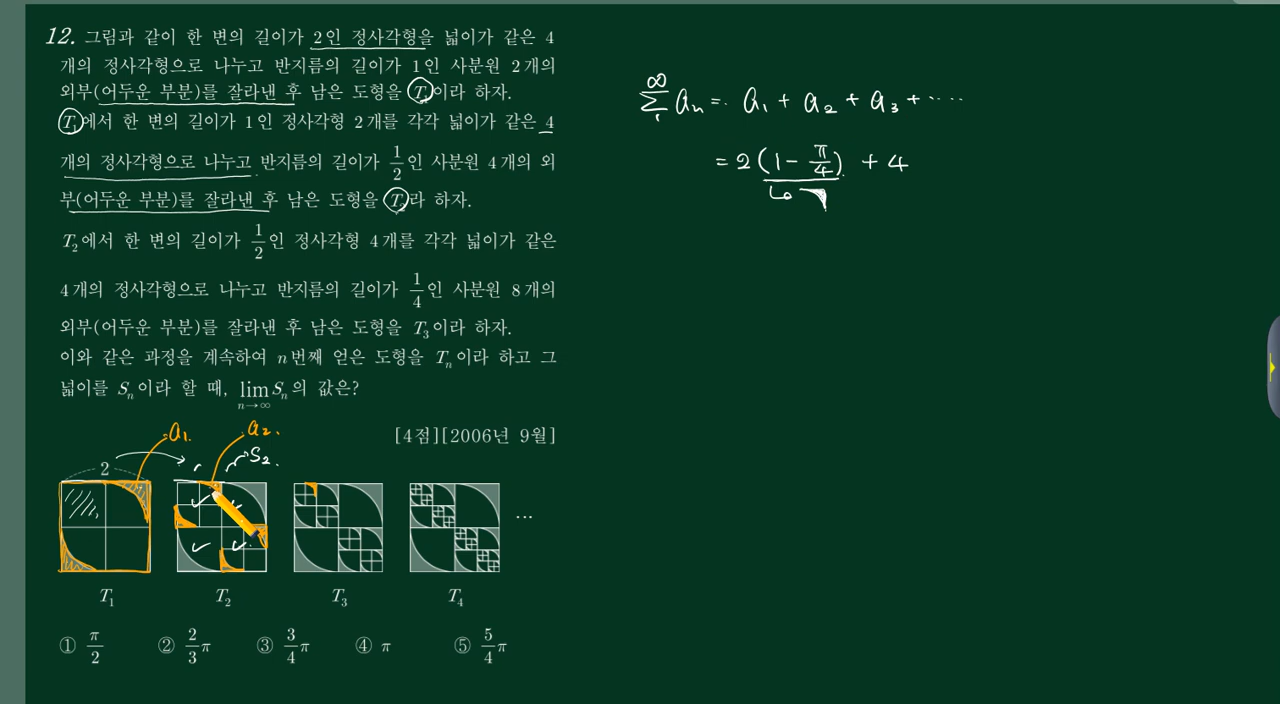 12. 그림과 같이 한 변의 길이가 2인 정사각형을 넓이가 같은 4
개의 정사각형으로 나누고 반지름의 길이가 1인 사분원 2개의
외부(어두운 부분)를 잘라낸 후 남은 도형을 T₁이라 하자.
T₁에서 한 변의 길이가 1인 정사각형 2개를 각각 넓이가 같은 4
개의 정사각형으로 나누고 반지름의 길이가 1/2인 사분원 4개의 외
부(어두운 부분)를 잘라낸 후 남은 도형을 T₂라 하자.
T₂에서 한 변의 길이가 1/2인 정사각형 4개를 각각 넓이가 같은
4개의 정사각형으로 나누고 반지름의 길이가 1/4인 사분원 8개의
외부(어두운 부분)를 잘라낸 후 남은 도형을 T₃이라 하자.
이와 같은 과정을 계속하여 n번째 얻은 도형을 Tₙ이라 하고 그
넓이를 Sₙ이라 할 때, lim n→∞ Sₙ의 값은?
[4점][2006년 9월]
a₁. a₂. S₂.
2
T₁ T₂ T₃ T₄ ...
① π/2 ② 2/3 π ③ 3/4 π ④ π ⑤ 5/4 π
∞ Σ 1 aₙ = a₁ + a₂ + a₃ + ····
= 2(1 - π/4) + 4